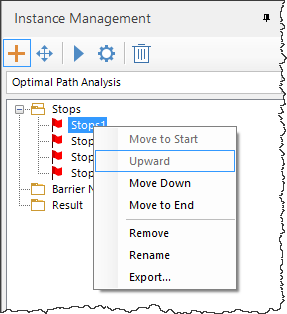 Instance Management
Optimal Path Analysis
Stops
Stops1
Stop
Stop
Stop
Barrier N
Result
Move to Start
Upward
Move Down
Move to End
Remove
Rename
Export...